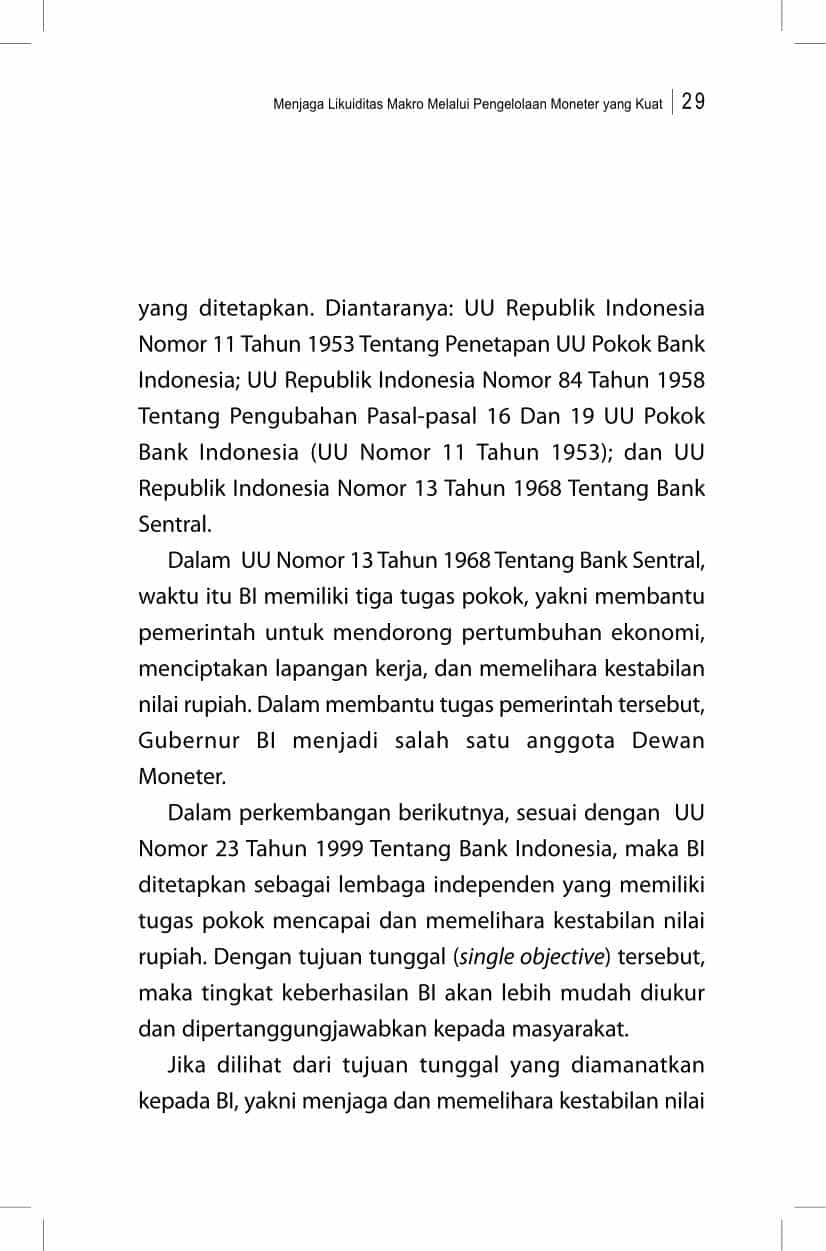 Menjaga Likuiditas Makro Melalui Pengelolaan Moneter yang Kuat | 29
yang ditetapkan. Diantaranya: UU Republik Indonesia
Nomor 11 Tahun 1953 Tentang Penetapan UU Pokok Bank
Indonesia; UU Republik Indonesia Nomor 84 Tahun 1958
Tentang Pengubahan Pasal-pasal 16 Dan 19 UU Pokok
Bank Indonesia (UU Nomor 11 Tahun 1953); dan UU
Republik Indonesia Nomor 13 Tahun 1968 Tentang Bank
Sentral.
Dalam UU Nomor 13 Tahun 1968 Tentang Bank Sentral,
waktu itu BI memiliki tiga tugas pokok, yakni membantu
pemerintah untuk mendorong pertumbuhan ekonomi,
menciptakan lapangan kerja, dan memelihara kestabilan
nilai rupiah. Dalam membantu tugas pemerintah tersebut,
Gubernur BI menjadi salah satu anggota Dewan
Moneter.
Dalam perkembangan berikutnya, sesuai dengan UU
Nomor 23 Tahun 1999 Tentang Bank Indonesia, maka BI
ditetapkan sebagai lembaga independen yang memiliki
tugas pokok mencapai dan memelihara kestabilan nilai
rupiah. Dengan tujuan tunggal (single objective) tersebut,
maka tingkat keberhasilan BI akan lebih mudah diukur
dan dipertanggungjawabkan kepada masyarakat.
Jika dilihat dari tujuan tunggal yang diamanatkan
kepada BI, yakni menjaga dan memelihara kestabilan nilai